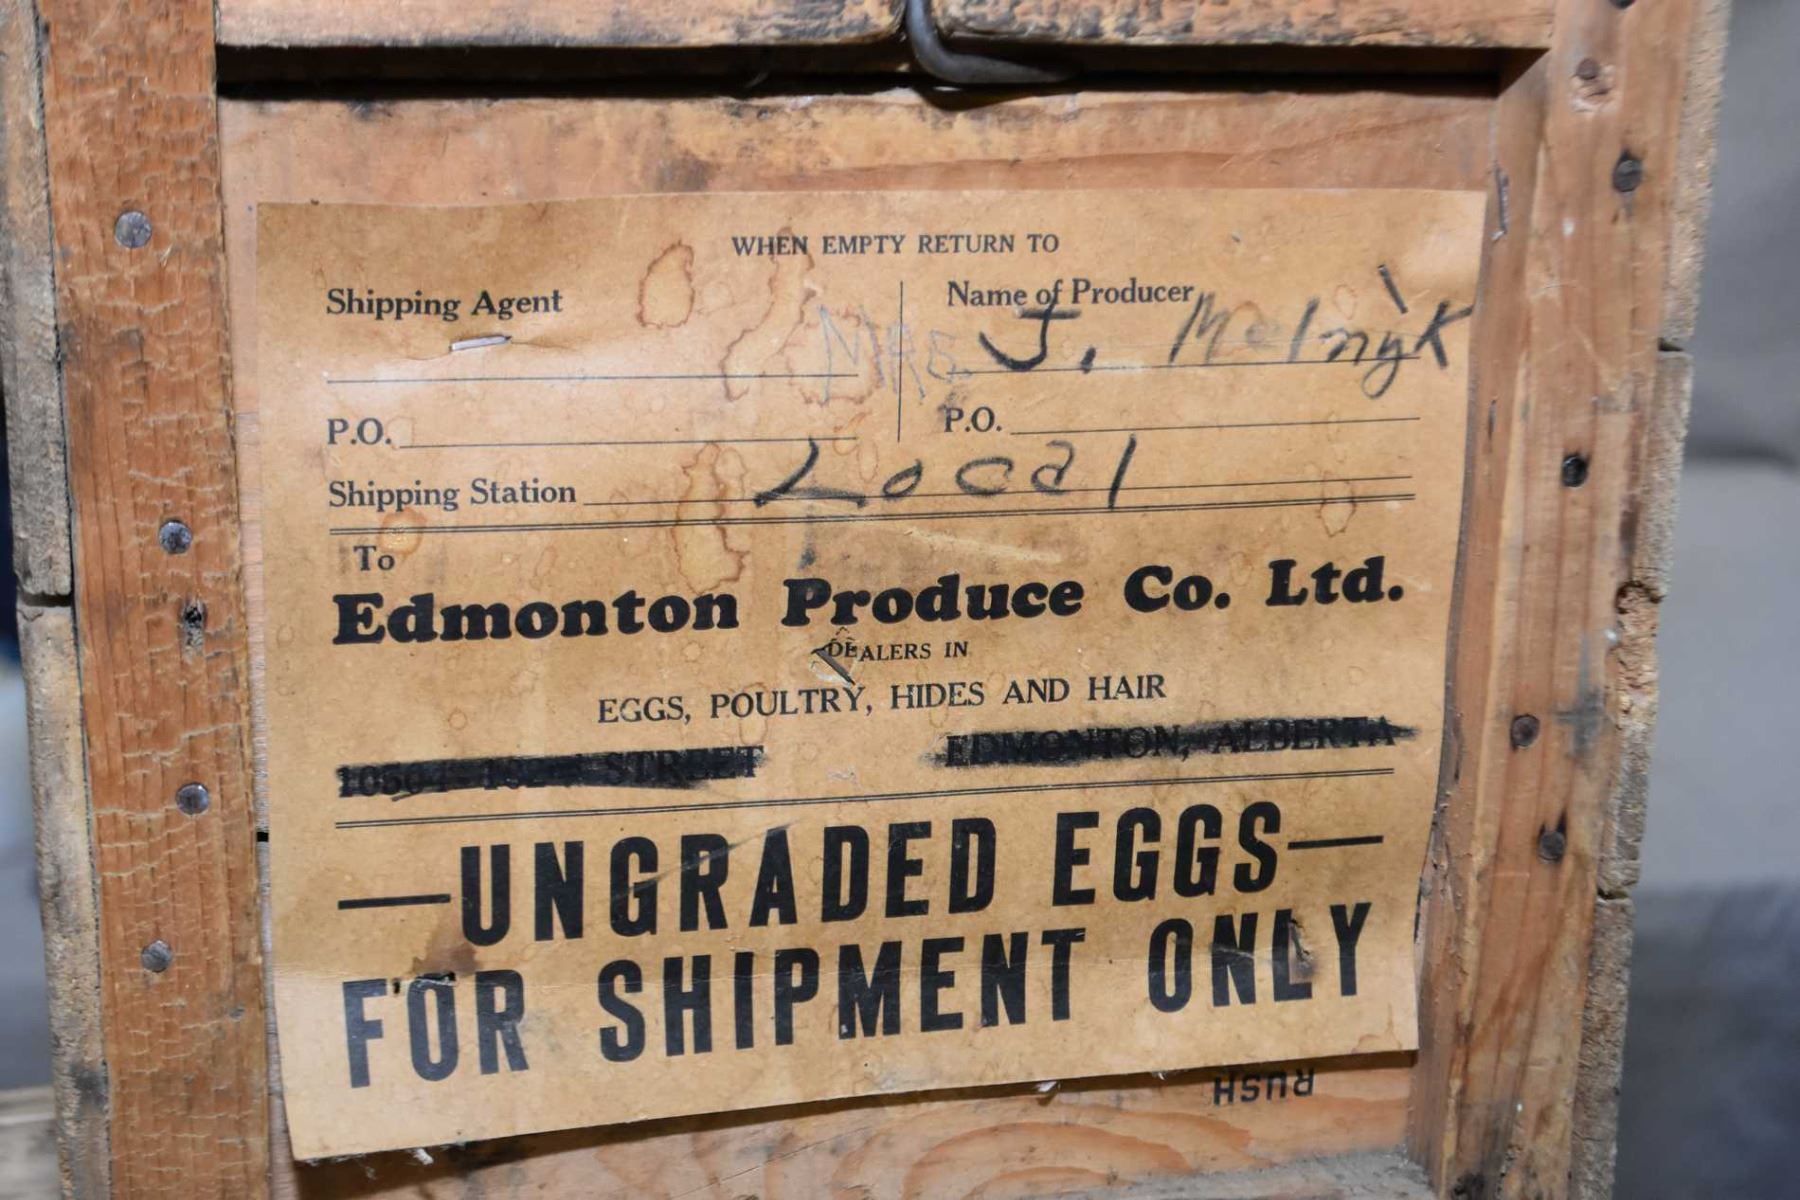 WHEN EMPTY RETURN TO
Shipping Agent
Name of Producer
MRS J. Melnyk
P.O.
P.O.
Shipping Station Local
To
Edmonton Produce Co. Ltd.
DEALERS IN
EGGS, POULTRY, HIDES AND HAIR
STREET EDMONTON, ALBERTA
—UNGRADED EGGS—
FOR SHIPMENT ONLY
RUSH